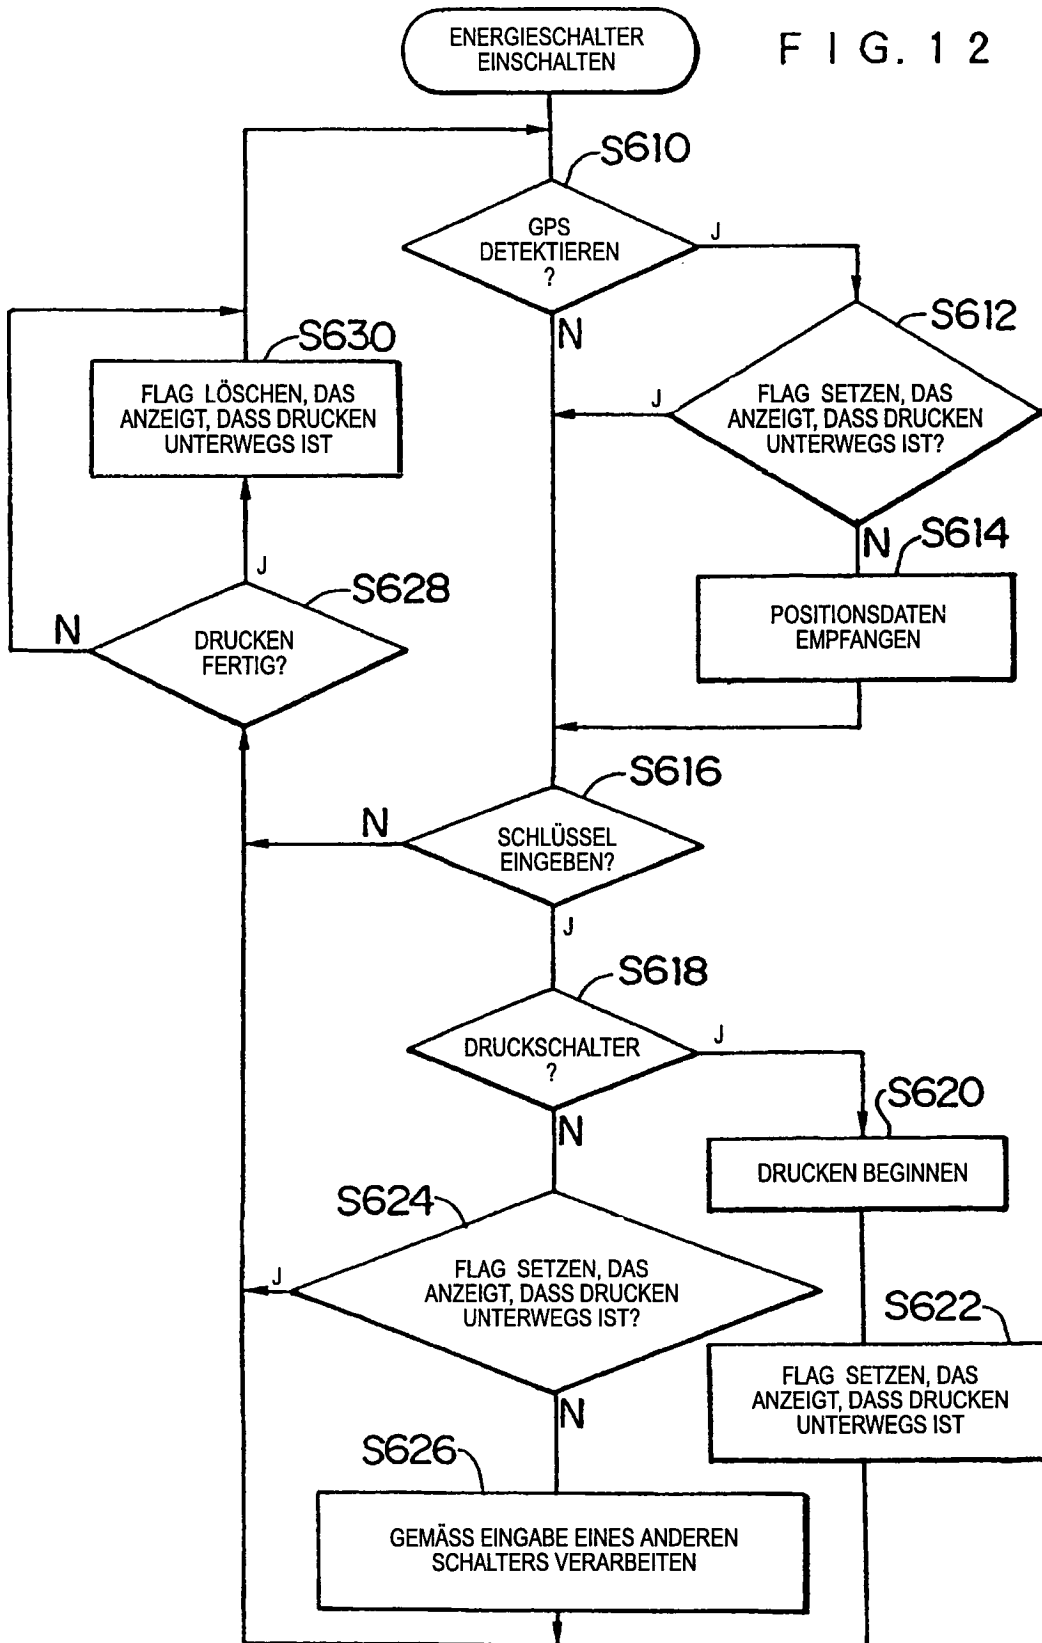 ENERGIESCHALTER
EINSCHALTEN
FIG. 12
S610
GPS
DETEKTIEREN
?
J
N
S612
FLAG SETZEN, DAS
ANZEIGT, DASS DRUCKEN
UNTERWEGS IST?
J
N
S614
POSITIONSDATEN
EMPFANGEN
S630
FLAG LÖSCHEN, DAS
ANZEIGT, DASS DRUCKEN
UNTERWEGS IST
J
S628
DRUCKEN
FERTIG?
N
S616
SCHLÜSSEL
EINGEBEN?
N
J
S618
DRUCKSCHALTER
?
J
N
S620
DRUCKEN BEGINNEN
S624
FLAG SETZEN, DAS
ANZEIGT, DASS DRUCKEN
UNTERWEGS IST?
J
N
S622
FLAG SETZEN, DAS
ANZEIGT, DASS DRUCKEN
UNTERWEGS IST
S626
GEMÄSS EINGABE EINES ANDEREN
SCHALTERS VERARBEITEN